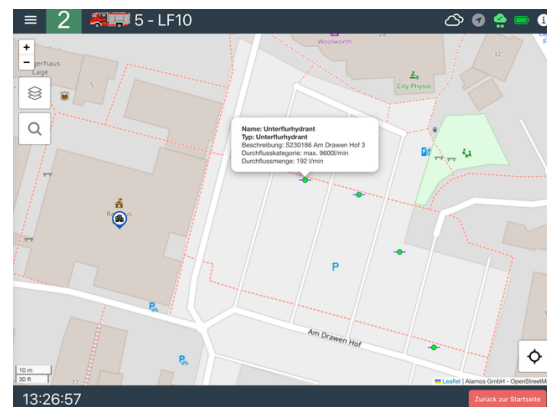 2
5 - LF10
Woolworth
32
+
−
Lage
5
City Physio
Name: Unterflurhydrant
Typ: Unterflurhydrant
Beschreibung: S230186 Am Drawen Hof 3
Durchflusskategorie: max. 9600l/min
Durchflussmenge: 192 l/min
P
Am Drawen Hof
10 m
30 ft
77
Leaflet | Alamos GmbH - OpenStreetM
13:26:57
Zurück zur Startseite